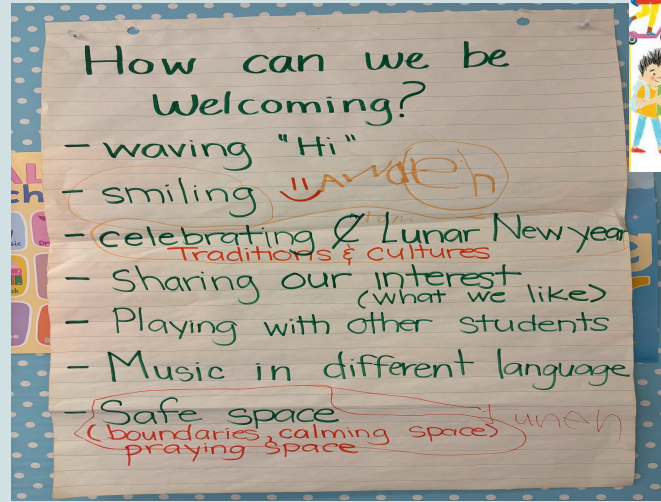 How can we be
Welcoming?
- waving "Hi"
- smiling
- celebrating Lunar New year
Traditions & cultures
- Sharing our interest
(what we like)
- Playing with other students
- Music in different language
- Safe space
(boundaries, calming space)
praying space